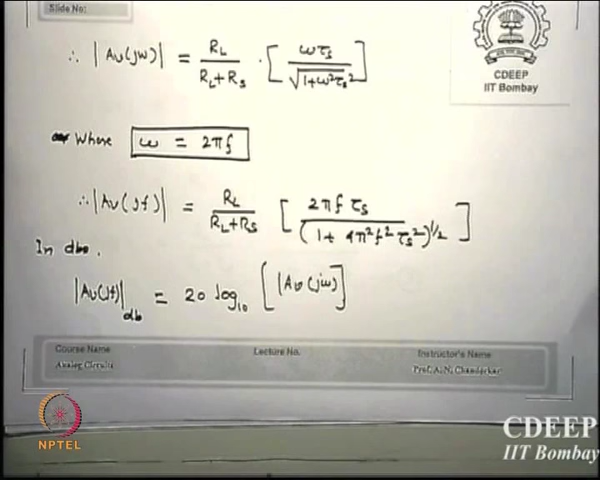 Slide No:
CDEEP
IIT Bombay
∴ |Av(jω)| = RL / (RL+RS) · [ ωτs / √(1+ω²τs²) ]
Where ω = 2πf
∴ |Av(jf)| = RL / (RL+RS) [ 2πf τs / (1+ 4π²f² τs²)^1/2 ]
In dbs.
|Av(jf)|db = 20 log10 [ |Av(jω)| ]
Course Name Lecture No. Instructor's Name
Analog Circuits Prof. A. N. Chandorkar
NPTEL
CDEEP
IIT Bombay